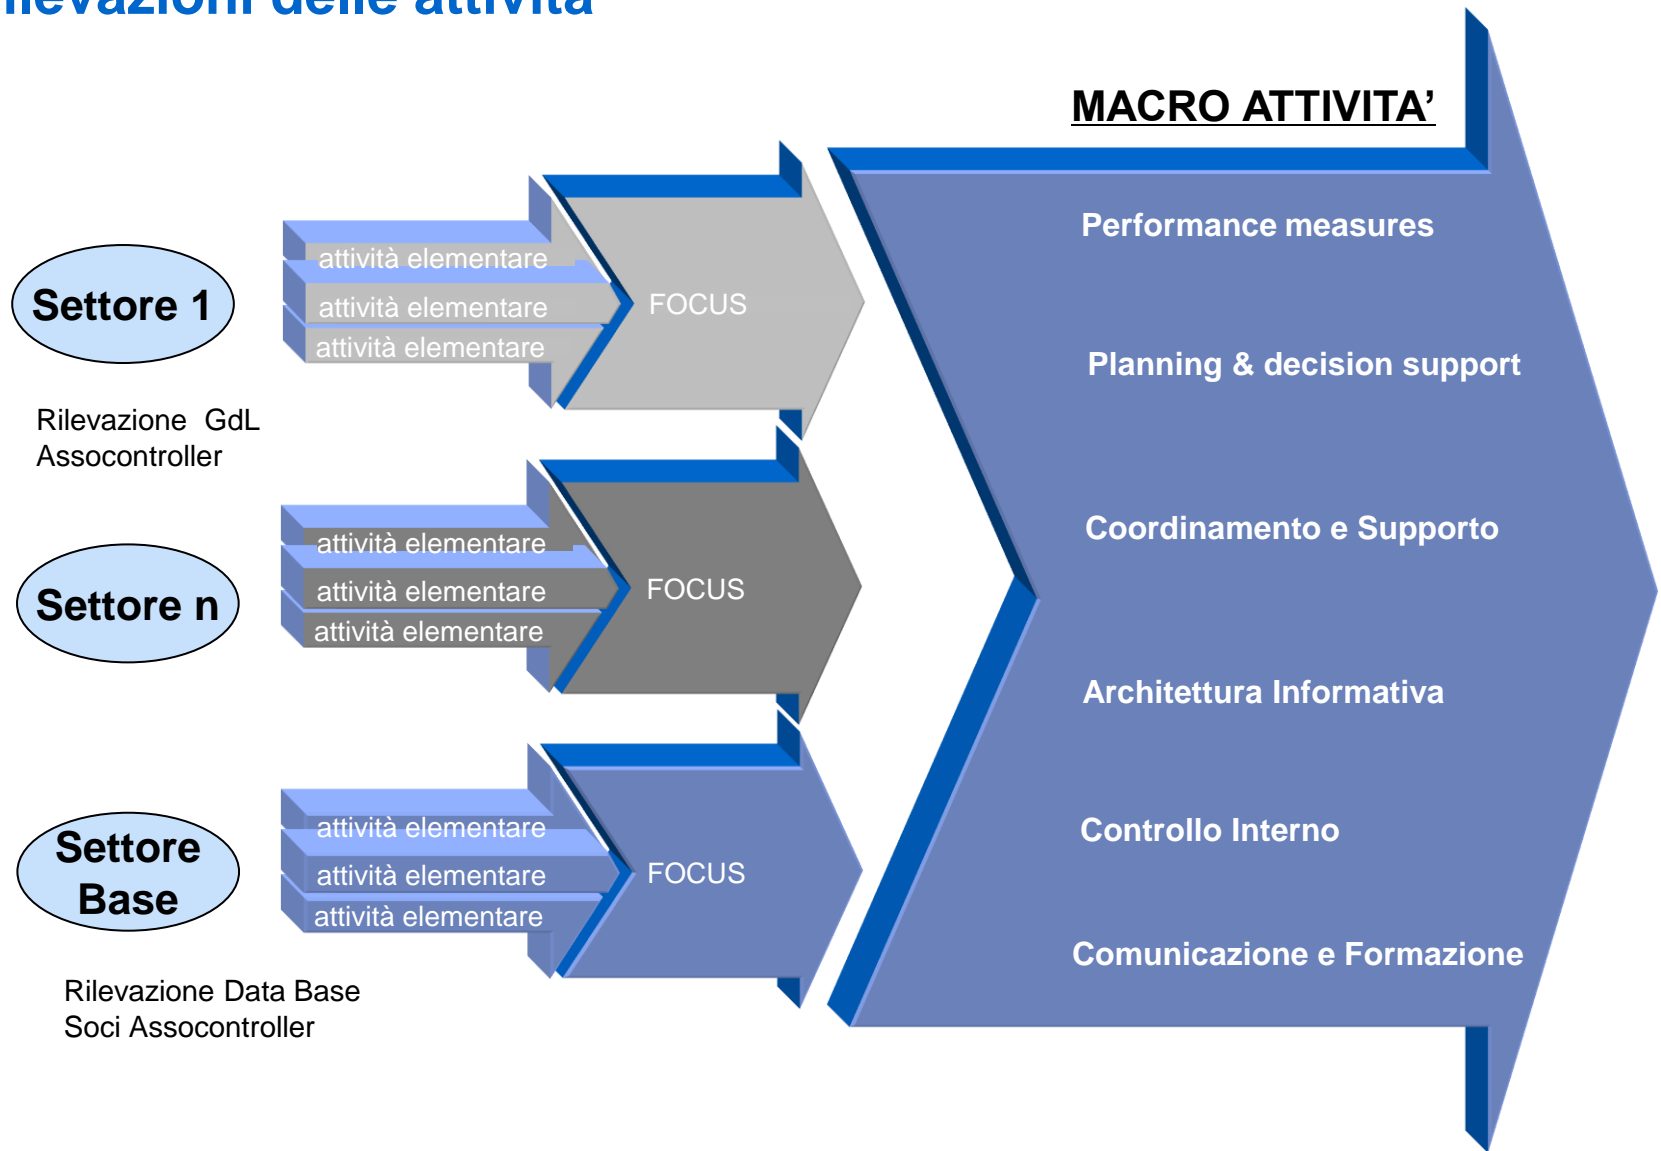 delle attività
MACRO ATTIVITA’
Performance measures
Planning & decision support
Coordinamento e Supporto
Architettura Informativa
Controllo Interno
Comunicazione e Formazione
Settore 1
attività elementare
attività elementare
attività elementare
FOCUS
Rilevazione GdL
Assocontroller
Settore n
attività elementare
attività elementare
attività elementare
FOCUS
Settore
Base
attività elementare
attività elementare
attività elementare
FOCUS
Rilevazione Data Base
Soci Assocontroller